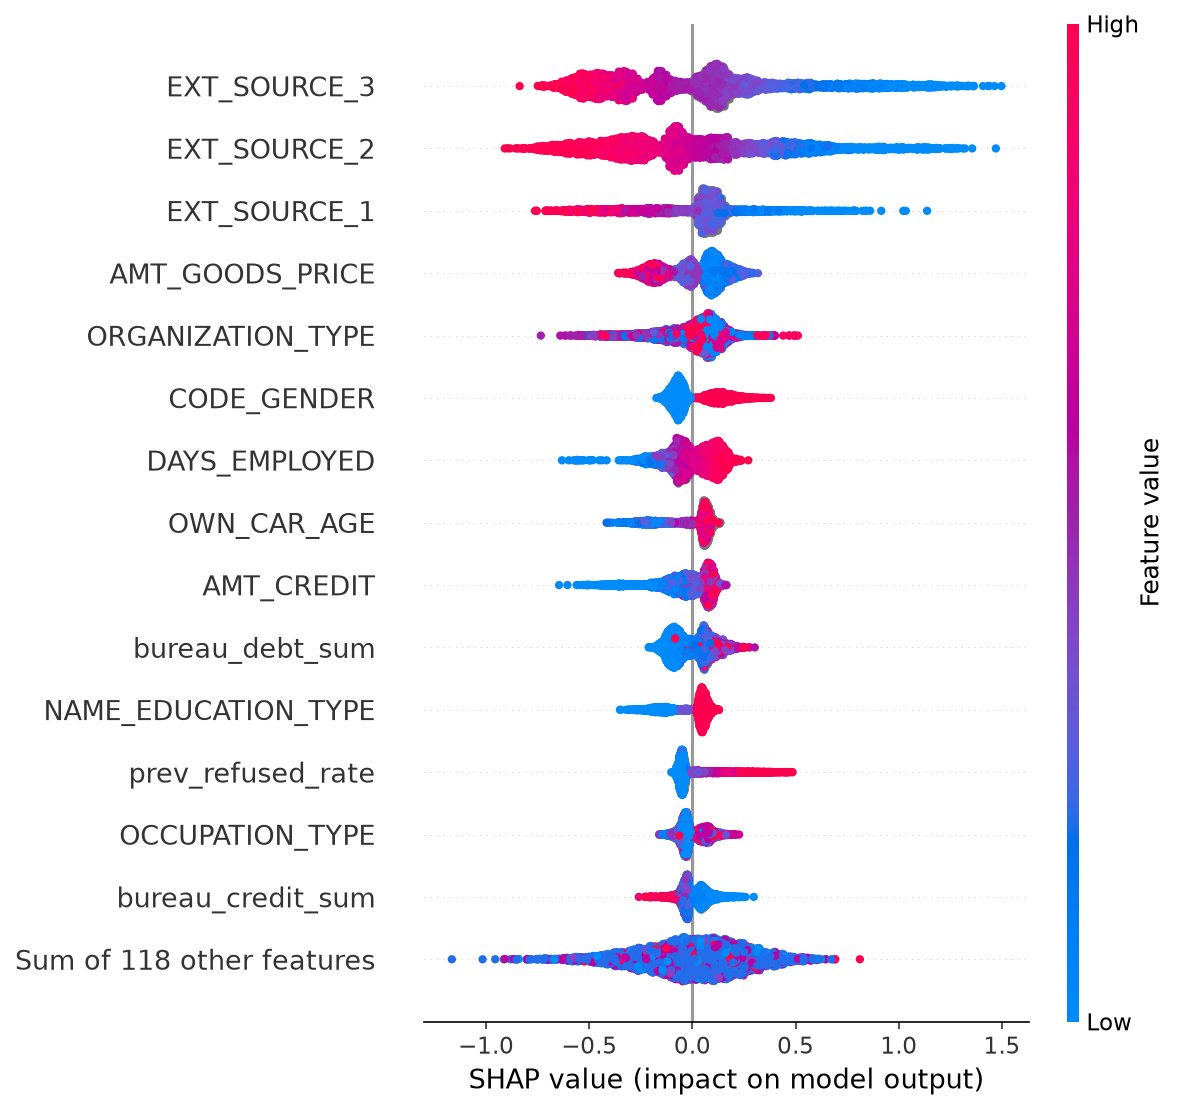 High
EXT_SOURCE_3
EXT_SOURCE_2
EXT_SOURCE_1
AMT_GOODS_PRICE
ORGANIZATION_TYPE
CODE_GENDER
DAYS_EMPLOYED
OWN_CAR_AGE
AMT_CREDIT
bureau_debt_sum
NAME_EDUCATION_TYPE
prev_refused_rate
OCCUPATION_TYPE
bureau_credit_sum
Sum of 118 other features
Feature value
Low
−1.0 −0.5 0.0 0.5 1.0 1.5
SHAP value (impact on model output)